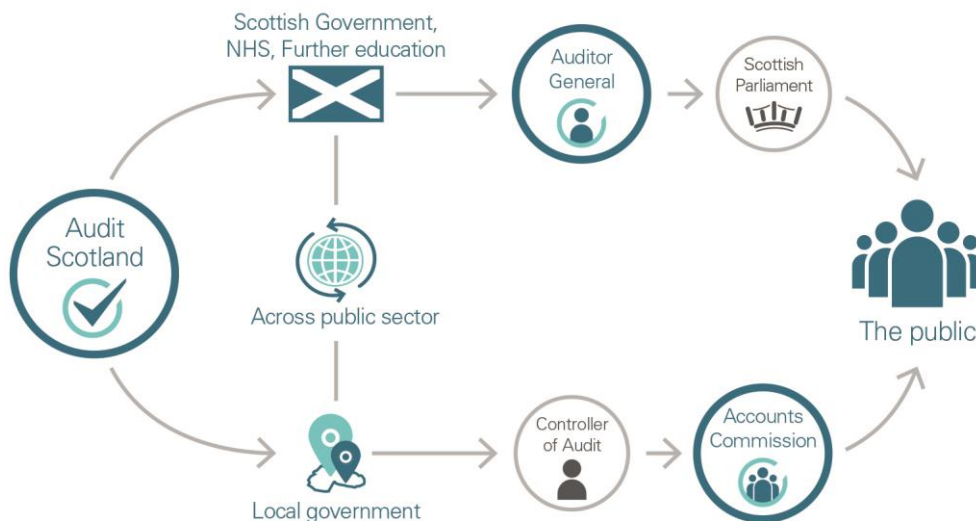 Scottish Government,
NHS, Further education
Auditor
General
Scottish
Parliament
Audit
Scotland
Across public sector
The public
Controller
of Audit
Accounts
Commission
Local government